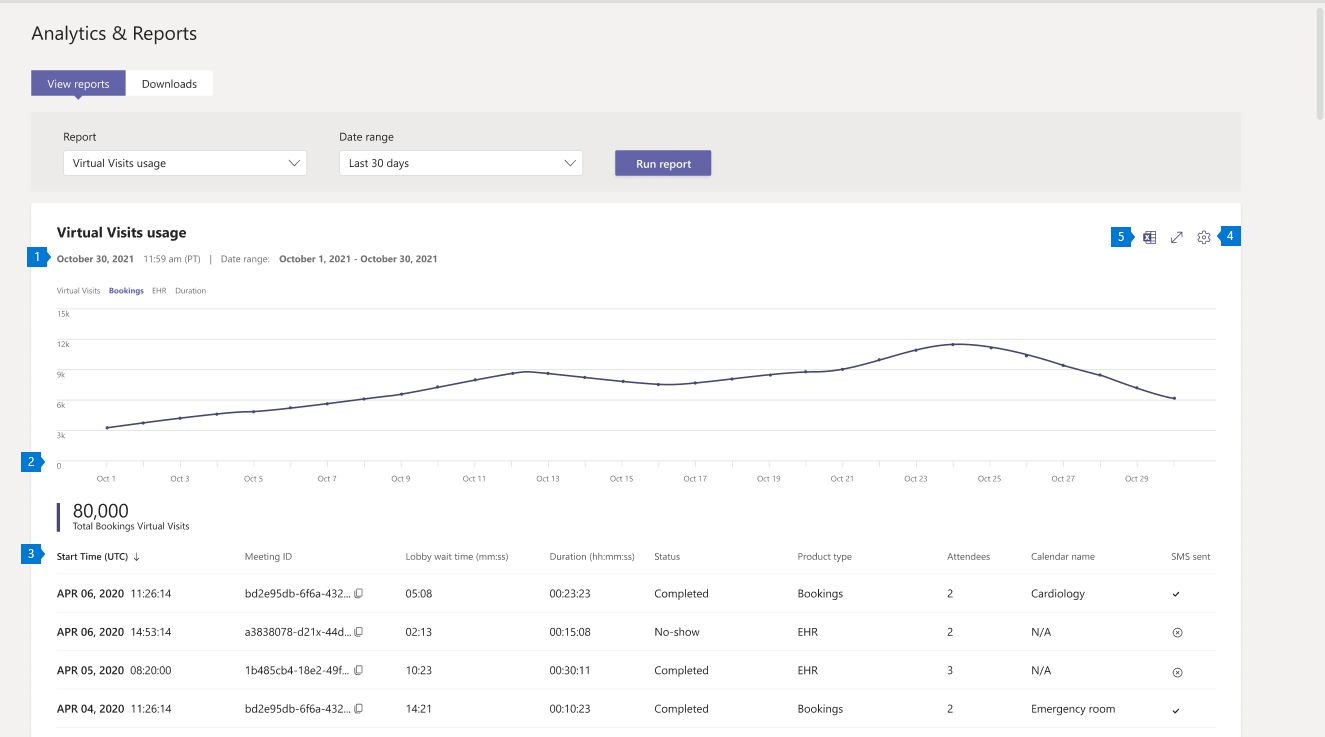 Analytics & Reports
View reports Downloads
Report Date range
Virtual Visits usage Last 30 days Run report
Virtual Visits usage
5 4
1 October 30, 2021 11:59 am (PT) | Date range: October 1, 2021 - October 30, 2021
Virtual Visits Bookings EHR Duration
15k
12k
9k
6k
3k
2 0
Oct 1 Oct 3 Oct 5 Oct 7 Oct 9 Oct 11 Oct 13 Oct 15 Oct 17 Oct 19 Oct 21 Oct 23 Oct 25 Oct 27 Oct 29
80,000
Total Bookings Virtual Visits
3 Start Time (UTC) ↓ Meeting ID Lobby wait time (mm:ss) Duration (hh:mm:ss) Status Product type Attendees Calendar name SMS sent
APR 06, 2020 11:26:14 bd2e95db-6f6a-432... 05:08 00:23:23 Completed Bookings 2 Cardiology
APR 06, 2020 14:53:14 a3838078-d21x-44d... 02:13 00:15:08 No-show EHR 2 N/A
APR 05, 2020 08:20:00 1b485cb4-18e2-49f... 10:23 00:30:11 Completed EHR 3 N/A
APR 04, 2020 11:26:14 bd2e95db-6f6a-432... 14:21 00:10:23 Completed Bookings 2 Emergency room